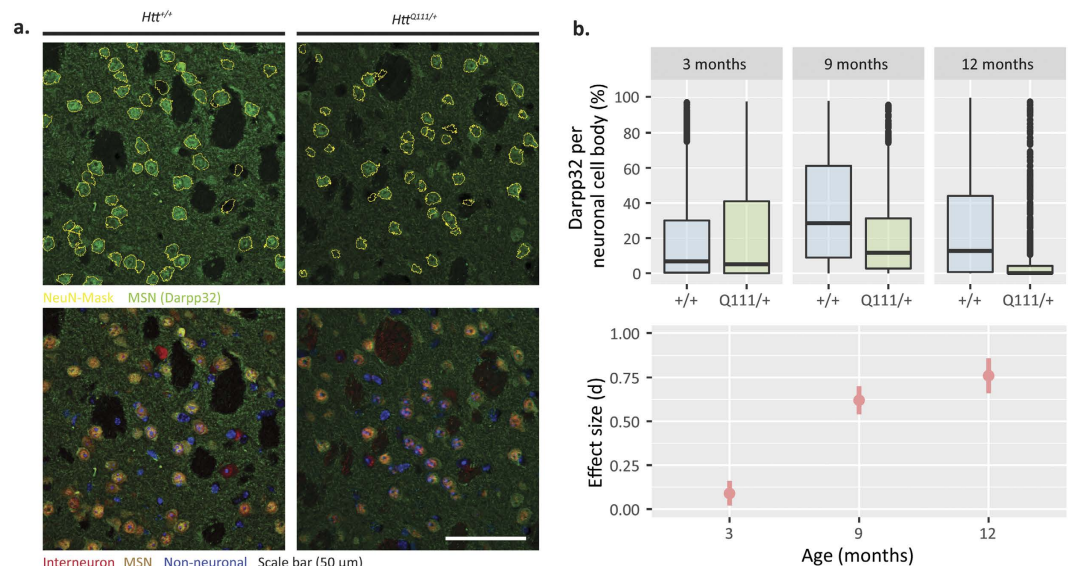 a.
Htt+/+
HttQ111/+
NeuN-Mask MSN (Darpp32)
Interneuron MSN Non-neuronal Scale bar (50 µm)
b.
3 months
9 months
12 months
Darpp32 per
neuronal cell body (%)
100
80
60
40
20
0
+/+ Q111/+ +/+ Q111/+ +/+ Q111/+
Effect size (d)
1.00
0.75
0.50
0.25
0.00
3 9 12
Age (months)